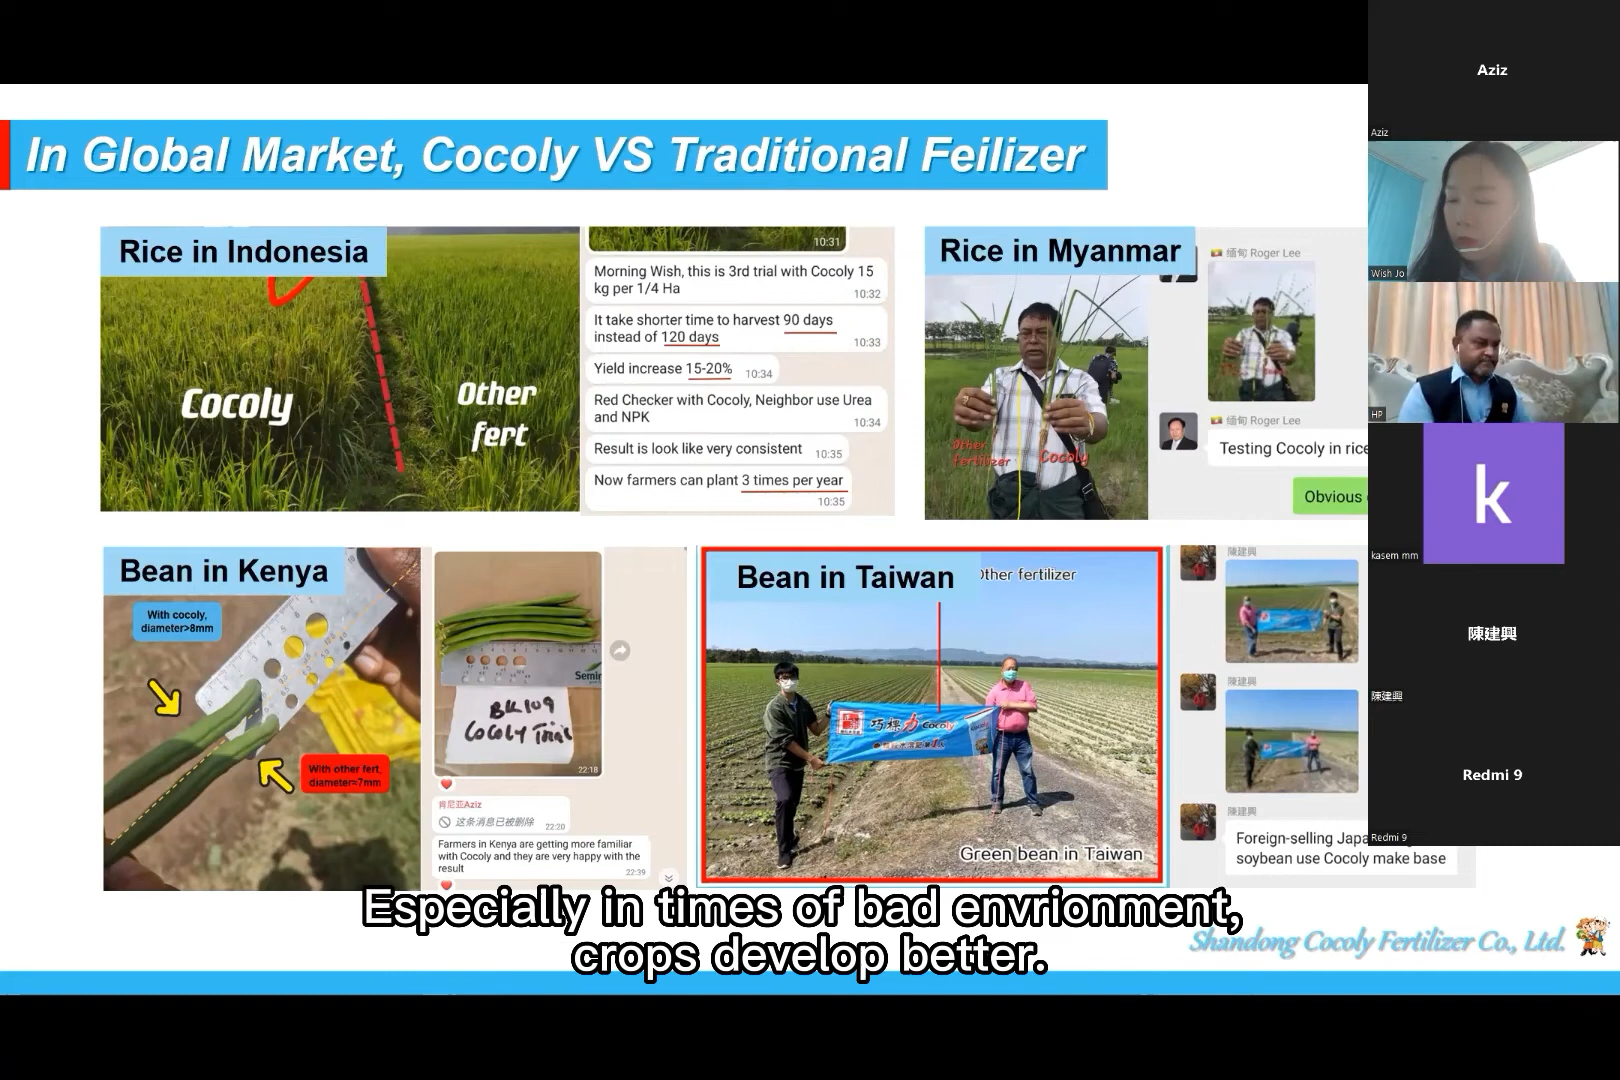 Aziz
Aziz
In Global Market, Cocoly VS Traditional Feilizer
Wish Jo
Rice in Indonesia
Cocoly
Other
fert
10:31
Morning Wish, this is 3rd trial with Cocoly 15
kg per 1/4 Ha
10:32
It take shorter time to harvest 90 days
instead of 120 days
10:33
Yield increase 15-20%
10:34
Red Checker with Cocoly, Neighbor use Urea
and NPK
10:34
Result is look like very consistent
10:35
Now farmers can plant 3 times per year
10:35
Rice in Myanmar
Other
fertilizer
Cocoly
缅甸 Roger Lee
缅甸 Roger Lee
Testing Cocoly in rice
Obvious
HP
k
kasem mm
陳建興
陳建興
Redmi 9
Redmi 9
Bean in Kenya
With cocoly,
diameter>8mm
With other fert,
diameter≈7mm
Semin
BK109
Cocoly Trial
22:18
肯尼亚Aziz
这条消息已被删除
22:20
Farmers in Kenya are getting more familiar
with Cocoly and they are very happy with the
result
22:39
Bean in Taiwan
Other fertilizer
Cocoly
Green bean in Taiwan
陳建興
陳建興
陳建興
Foreign-selling Japa
soybean use Cocoly make base
Especially in times of bad envrionment,
crops develop better.
Shandong Cocoly Fertilizer Co., Ltd.